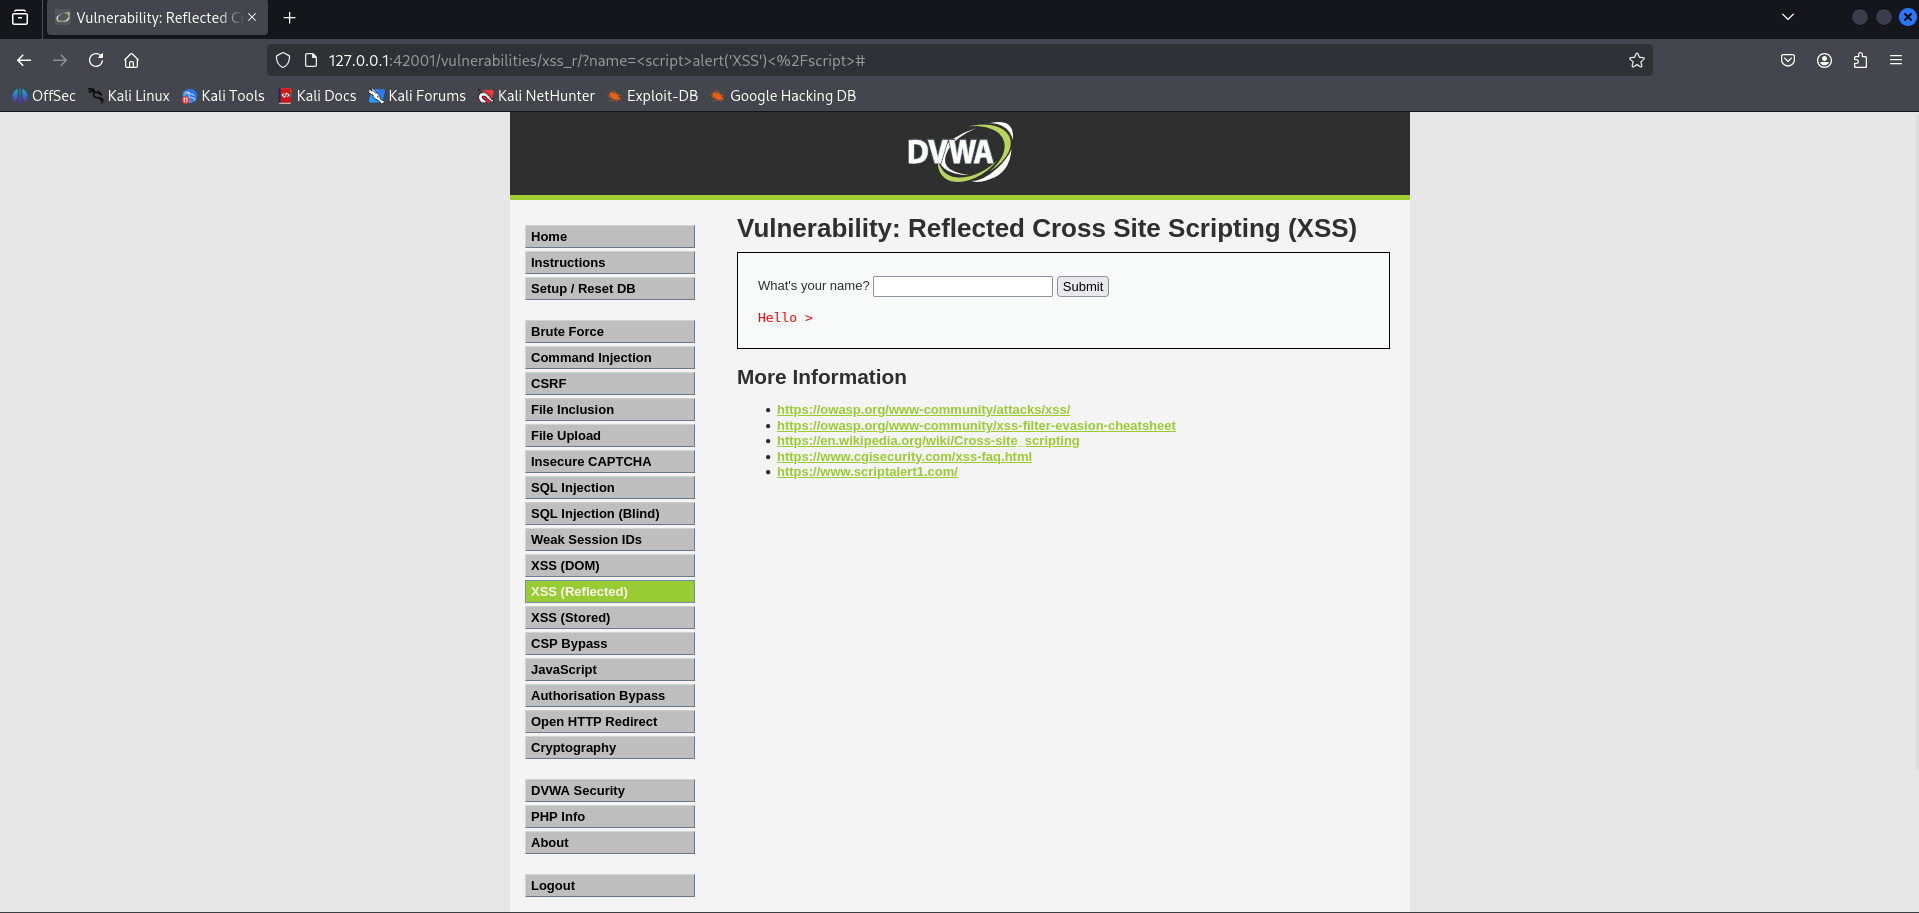 Vulnerability: Reflected C
127.0.0.1:42001/vulnerabilities/xss_r/?name=<script>alert('XSS')<%2Fscript>#
OffSec Kali Linux Kali Tools Kali Docs Kali Forums Kali NetHunter Exploit-DB Google Hacking DB
DVWA
Home
Instructions
Setup / Reset DB
Brute Force
Command Injection
CSRF
File Inclusion
File Upload
Insecure CAPTCHA
SQL Injection
SQL Injection (Blind)
Weak Session IDs
XSS (DOM)
XSS (Reflected)
XSS (Stored)
CSP Bypass
JavaScript
Authorisation Bypass
Open HTTP Redirect
Cryptography
DVWA Security
PHP Info
About
Logout
Vulnerability: Reflected Cross Site Scripting (XSS)
What's your name? Submit
Hello >
More Information
https://owasp.org/www-community/attacks/xss/
https://owasp.org/www-community/xss-filter-evasion-cheatsheet
https://en.wikipedia.org/wiki/Cross-site_scripting
https://www.cgisecurity.com/xss-faq.html
https://www.scriptalert1.com/